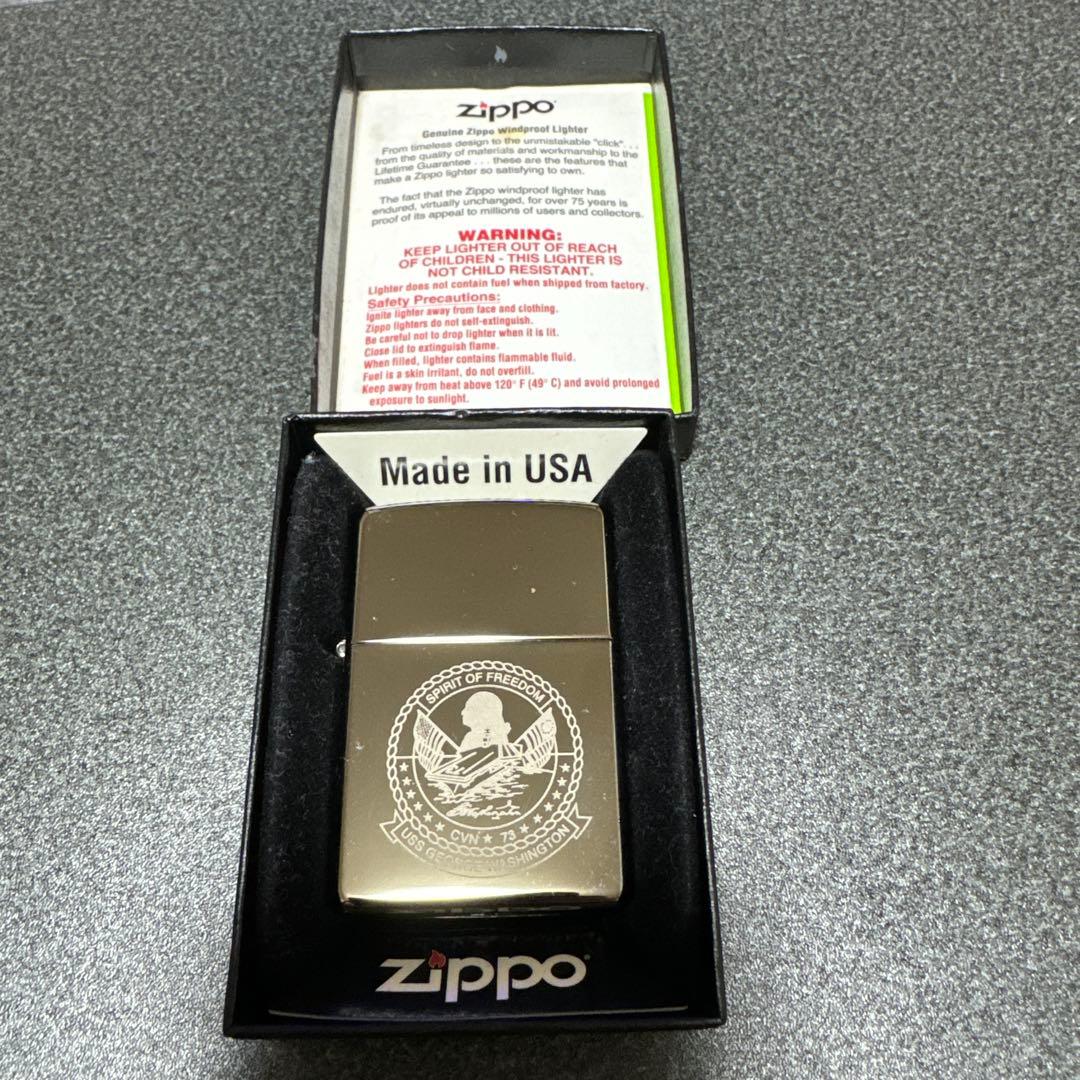 Zippo
Genuine Zippo Windproof Lighter
From timeless design to the unmistakable "click". . .
from the quality of materials and workmanship to the
Lifetime Guarantee . . . these are the features that
make a Zippo lighter so satisfying to own.
The fact that the Zippo windproof lighter has
endured, virtually unchanged, for over 75 years is
proof of its appeal to millions of users and collectors.
WARNING:
KEEP LIGHTER OUT OF REACH
OF CHILDREN - THIS LIGHTER IS
NOT CHILD RESISTANT.
Lighter does not contain fuel when shipped from factory.
Safety Precautions:
Ignite lighter away from face and clothing.
Zippo lighters do not self-extinguish.
Be careful not to drop lighter when it is lit.
Close lid to extinguish flame.
When filled, lighter contains flammable fluid.
Fuel is a skin irritant, do not overfill.
Keep away from heat above 120° F (49° C) and avoid prolonged
exposure to sunlight.
Made in USA
SPIRIT OF FREEDOM
CVN ★ 73
USS GEORGE WASHINGTON
Zippo